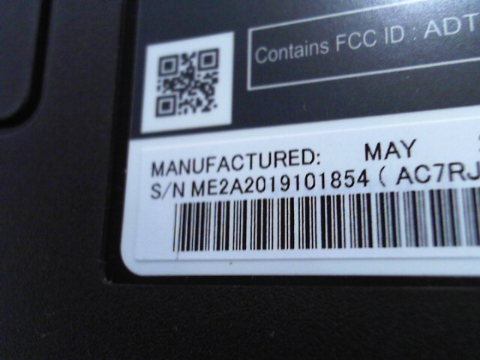 Contains FCC ID : ADT
MANUFACTURED: MAY
S/N ME2A2019101854 ( AC7RJ